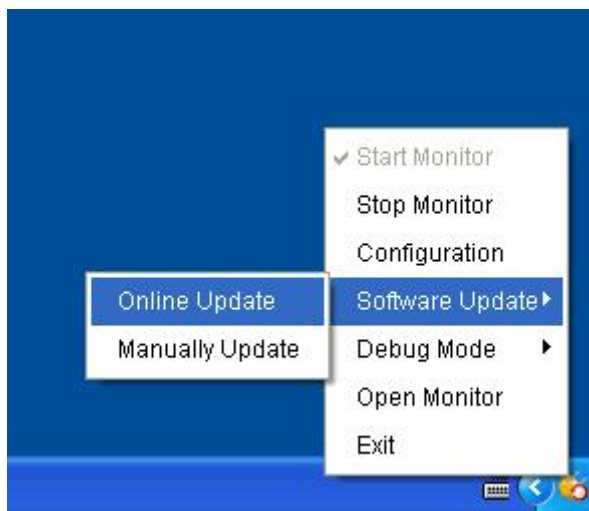 Start Monitor
Stop Monitor
Configuration
Software Update
Online Update
Manually Update
Debug Mode
Open Monitor
Exit